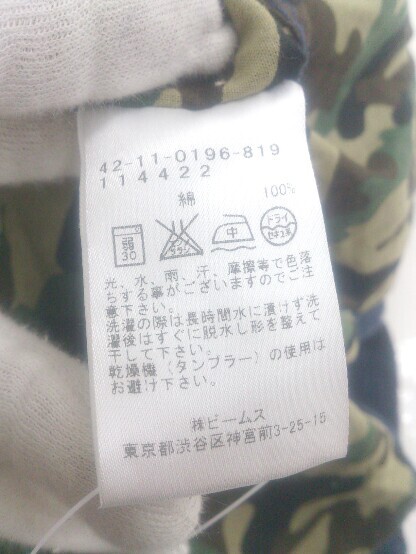 42-11-0196-819
114422
綿 100%
弱 30 エンソサラシ 中 ドライ セキユ系
光、水、雨、汗、摩擦等で色落
ちする事がございますのでご注
意下さい。
洗濯の際は長時間水に漬けず洗
濯後はすぐに脱水し形を整えて
干して下さい。
乾燥機(タンブラー)の使用は
お避け下さい。
株)ビームス
東京都渋谷区神宮前3-25-15